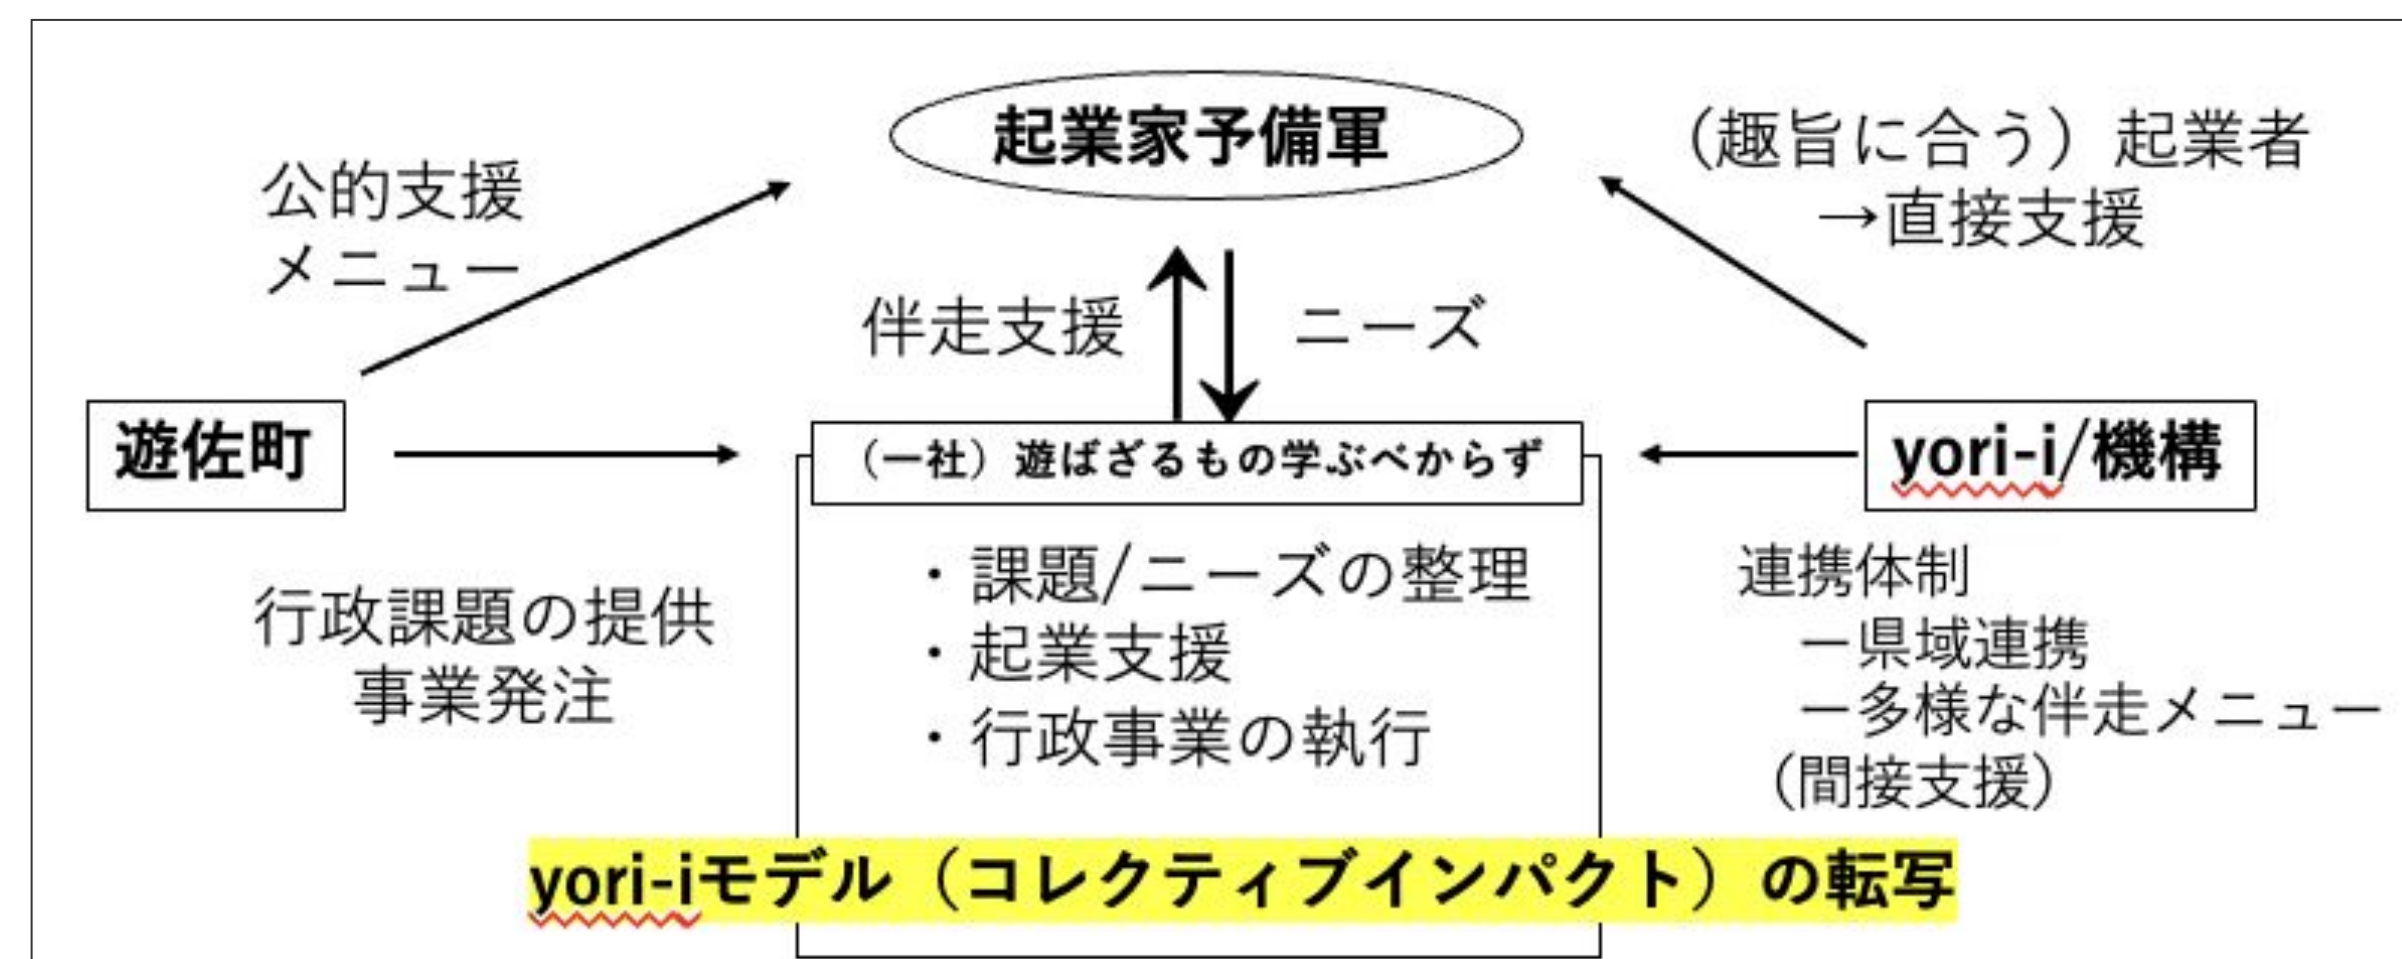 起業家予備軍
公的支援
メニュー
（趣旨に合う）起業者
→直接支援
伴走支援
ニーズ
遊佐町
（一社）遊ばざるもの学ぶべからず
yori-i/機構
行政課題の提供
事業発注
・課題/ニーズの整理
・起業支援
・行政事業の執行
連携体制
ー県域連携
ー多様な伴走メニュー
（間接支援）
yori-iモデル（コレクティブインパクト）の転写